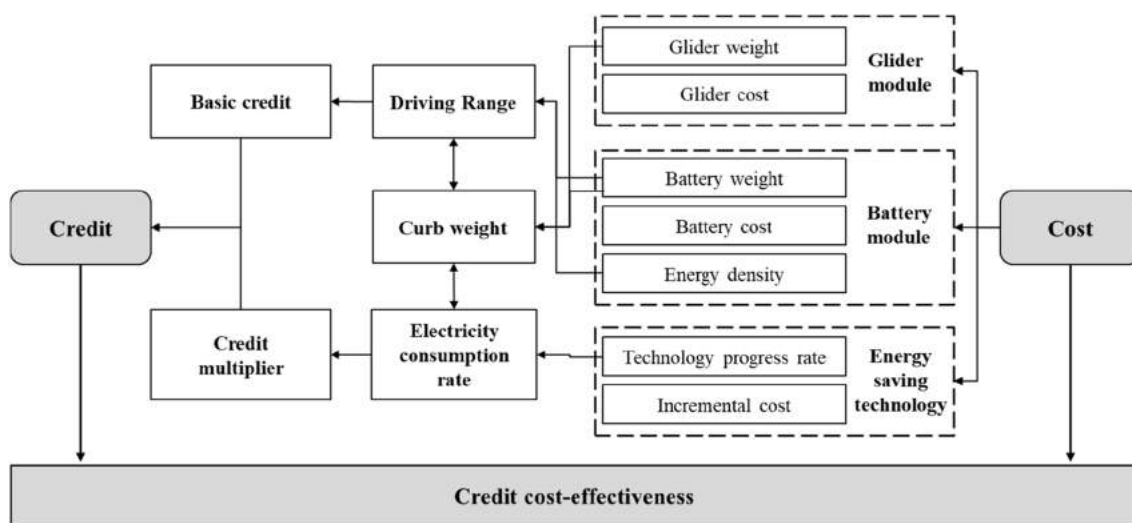 Glider weight
Glider cost
Glider
module
Basic credit
Driving Range
Battery weight
Battery cost
Energy density
Battery
module
Credit
Curb weight
Cost
Credit
multiplier
Electricity
consumption
rate
Technology progress rate
Incremental cost
Energy
saving
technology
Credit cost-effectiveness